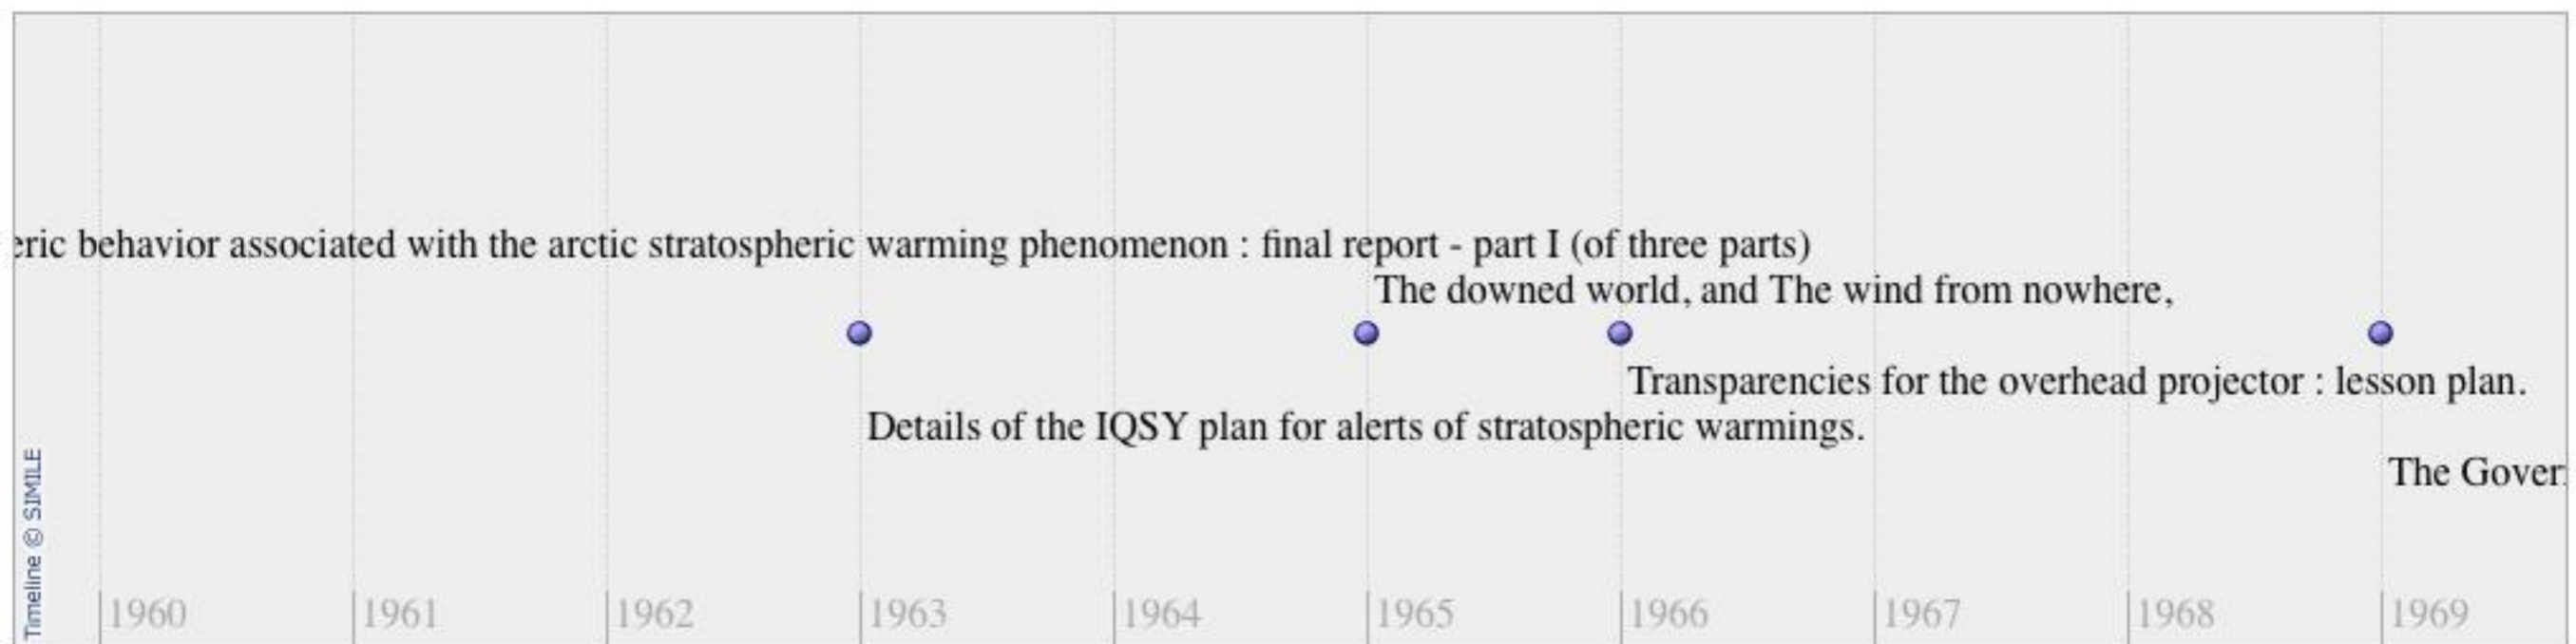 eric behavior associated with the arctic stratospheric warming phenomenon : final report - part I (of three parts)
The downed world, and The wind from nowhere,
Transparencies for the overhead projector : lesson plan.
Details of the IQSY plan for alerts of stratospheric warmings.
The Gover
Timeline © SIMILE
1960 1961 1962 1963 1964 1965 1966 1967 1968 1969